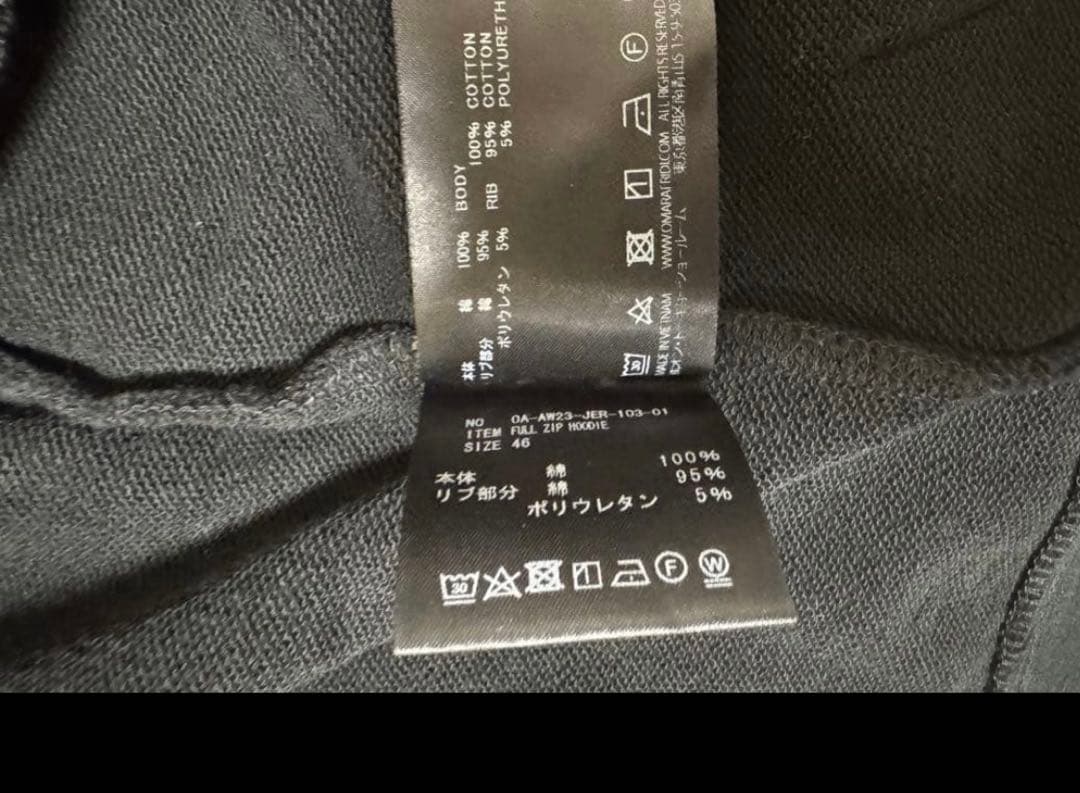 本体 綿 100% BODY 100% COTTON
リブ部分 綿 95% RIB 95% COTTON
ポリウレタン 5% 5% POLYURETH
30 F
MADE IN VIETNAM WWW.OMARAFRIDI.COM ALL RIGHTS RESERVED
NO OA-AW23-JER-103-01
ITEM FULL ZIP HOODIE
SIZE 46
本体 綿 100%
リブ部分 綿 95%
ポリウレタン 5%
30 F W